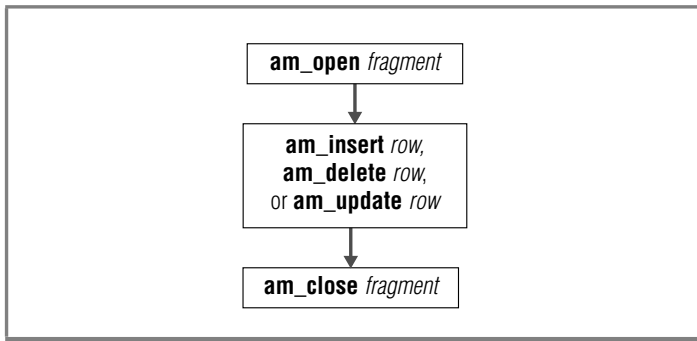 am_open fragment
am_insert row,
am_delete row,
or am_update row
am_close fragment